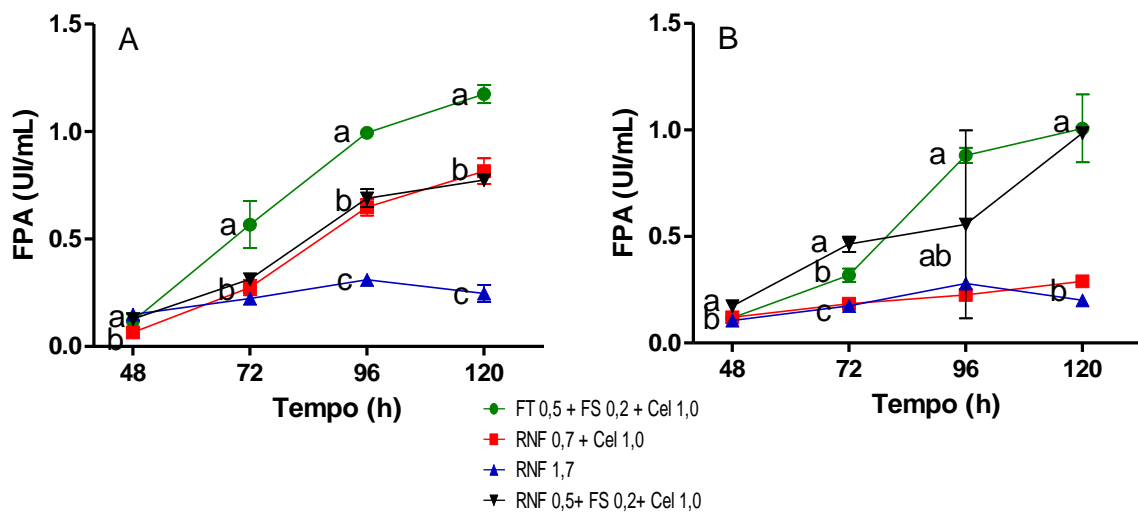 A
1.5
1.0
0.5
0.0
FPA (UI/mL)
a
b
a
b
a
b
c
a
b
c
48
72
96
120
Tempo (h)
B
1.5
1.0
0.5
0.0
FPA (UI/mL)
a
b
a
b
c
a
ab
a
b
48
72
96
120
Tempo (h)
FT 0,5 + FS 0,2 + Cel 1,0
RNF 0,7 + Cel 1,0
RNF 1,7
RNF 0,5+ FS 0,2+ Cel 1,0